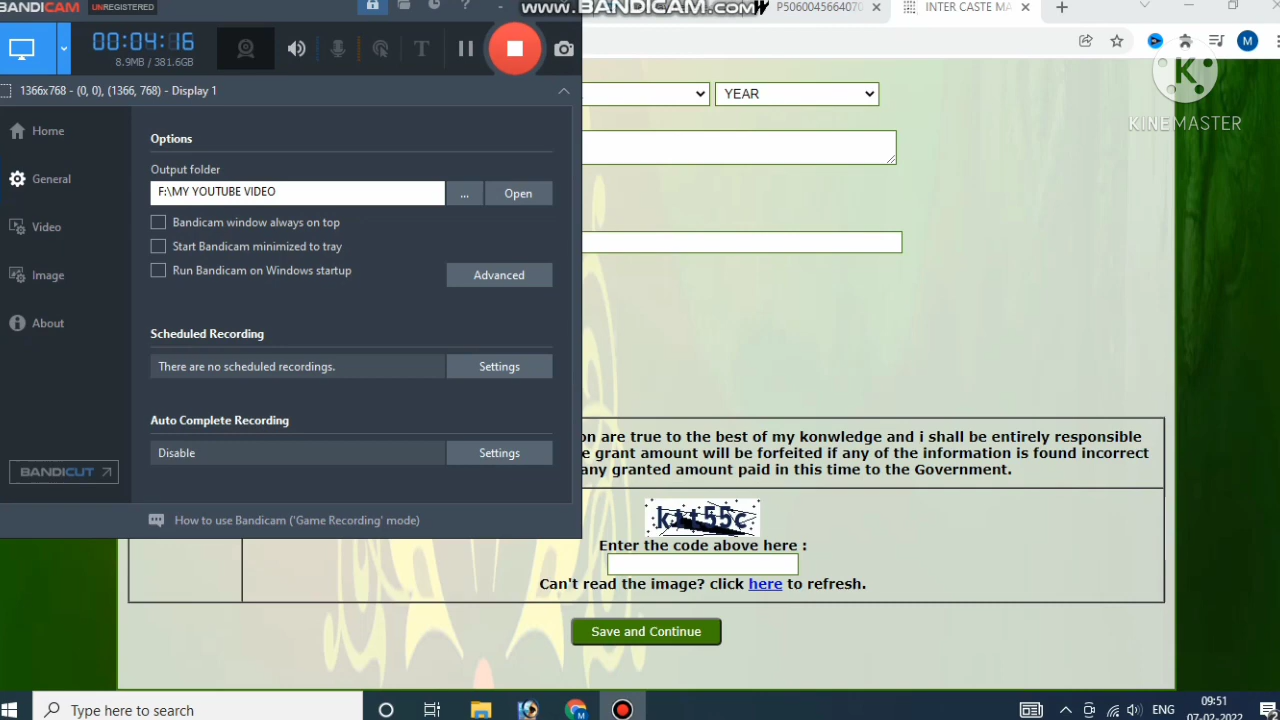 BANDICAM UNREGISTERED
www.BANDICAM.com
P5060045664070
INTER CASTE MA
00:04:16
8.9MB / 381.6GB
T
M
K
KINEMASTER
1366x768 - (0, 0), (1366, 768) - Display 1
YEAR
Home
General
Video
Image
About
BANDICUT
Options
Output folder
F:\MY YOUTUBE VIDEO
...
Open
Bandicam window always on top
Start Bandicam minimized to tray
Run Bandicam on Windows startup
Advanced
Scheduled Recording
There are no scheduled recordings.
Settings
Auto Complete Recording
Disable
Settings
How to use Bandicam ('Game Recording' mode)
on are true to the best of my konwledge and i shall be entirely responsible
e grant amount will be forfeited if any of the information is found incorrect
any granted amount paid in this time to the Government.
Enter the code above here :
Can't read the image? click here to refresh.
Save and Continue
Type here to search
ENG
09:51
07-02-2022